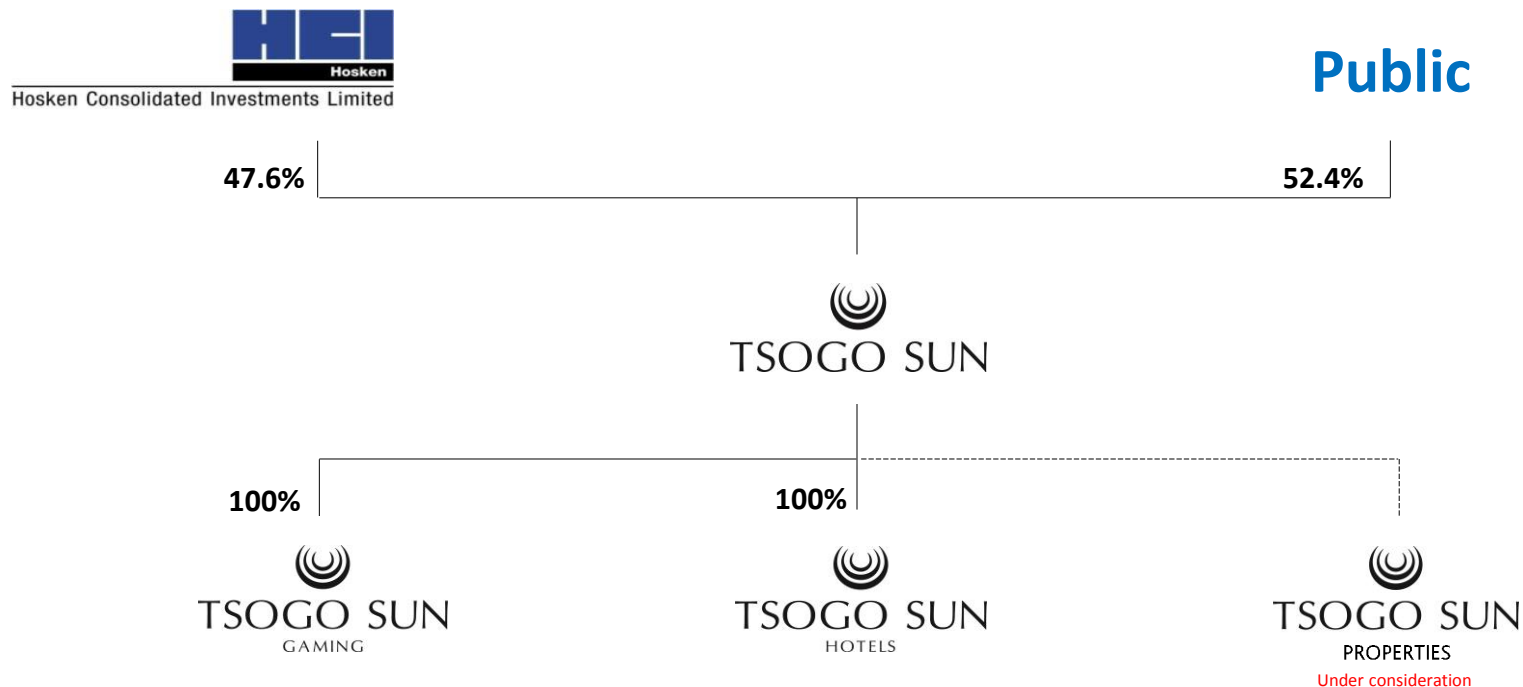 HCI
Hosken
Hosken Consolidated Investments Limited
Public
47.6%
52.4%
TSOGO SUN
100%
100%
TSOGO SUN
GAMING
TSOGO SUN
HOTELS
TSOGO SUN
PROPERTIES
Under consideration